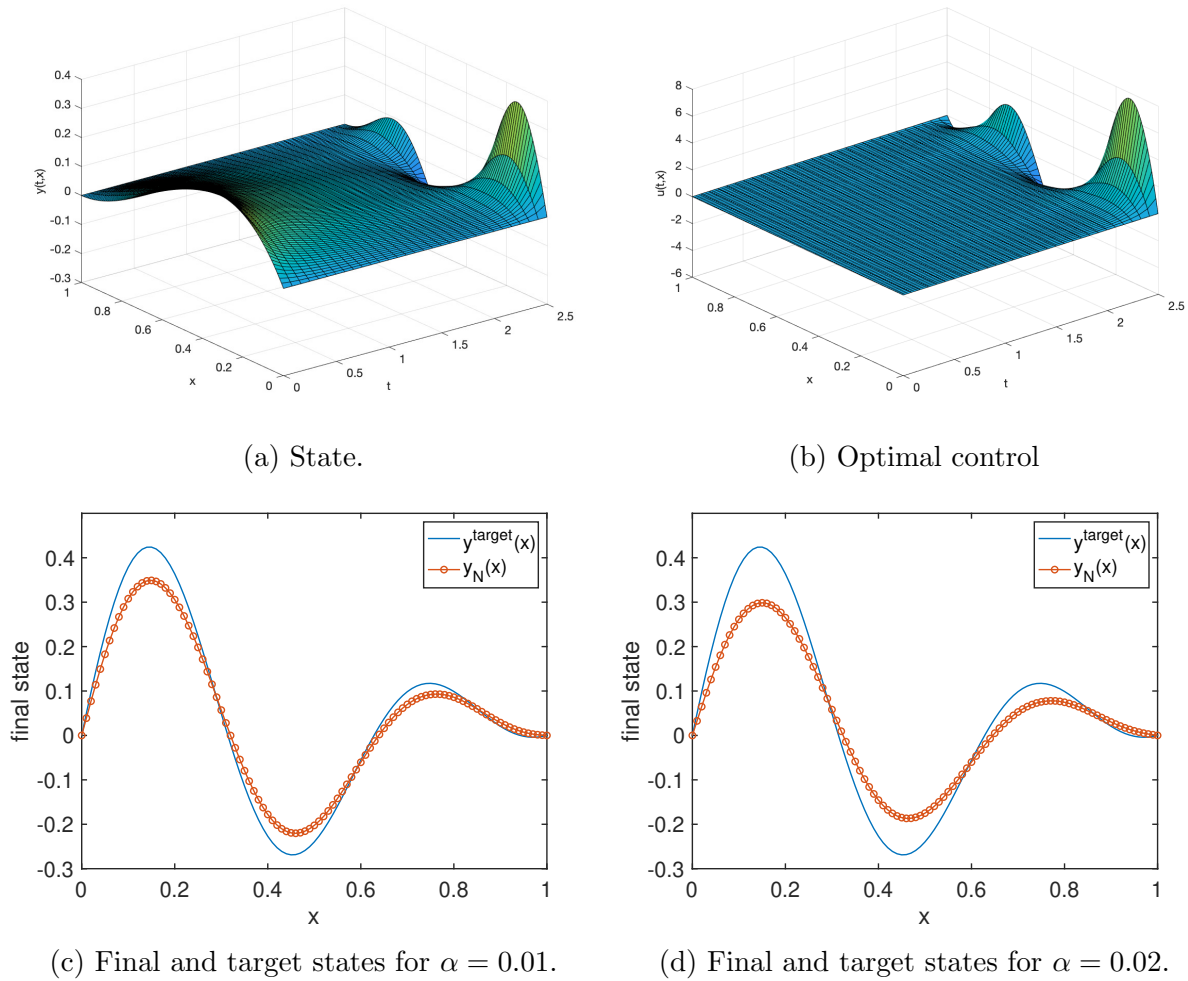 0.4
0.3
0.2
0.1
0
-0.1
-0.2
-0.3
y(t,x)
1
0.8
0.6
0.4
0.2
0
x
0
0.5
1
1.5
2
2.5
t
(a) State.
8
6
4
2
0
-2
-4
-6
u(t,x)
1
0.8
0.6
0.4
0.2
0
x
0
0.5
1
1.5
2
2.5
t
(b) Optimal control
y^target(x)
y_N(x)
0.4
0.3
0.2
0.1
0
-0.1
-0.2
-0.3
final state
0 0.2 0.4 0.6 0.8 1
x
(c) Final and target states for α = 0.01.
y^target(x)
y_N(x)
0.4
0.3
0.2
0.1
0
-0.1
-0.2
-0.3
final state
0 0.2 0.4 0.6 0.8 1
x
(d) Final and target states for α = 0.02.